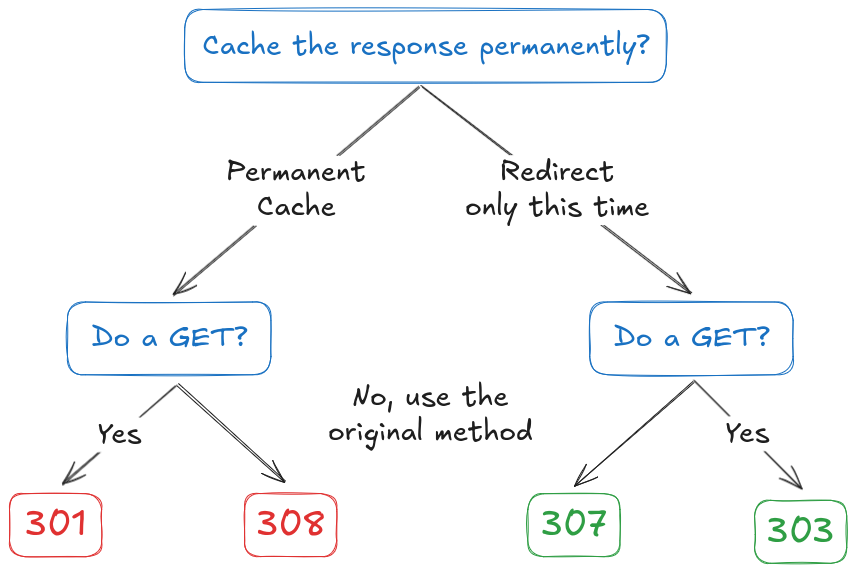 Cache the response permanently?
Permanent
Cache
Redirect
only this time
Do a GET?
Do a GET?
No, use the
original method
Yes
Yes
301
308
307
303